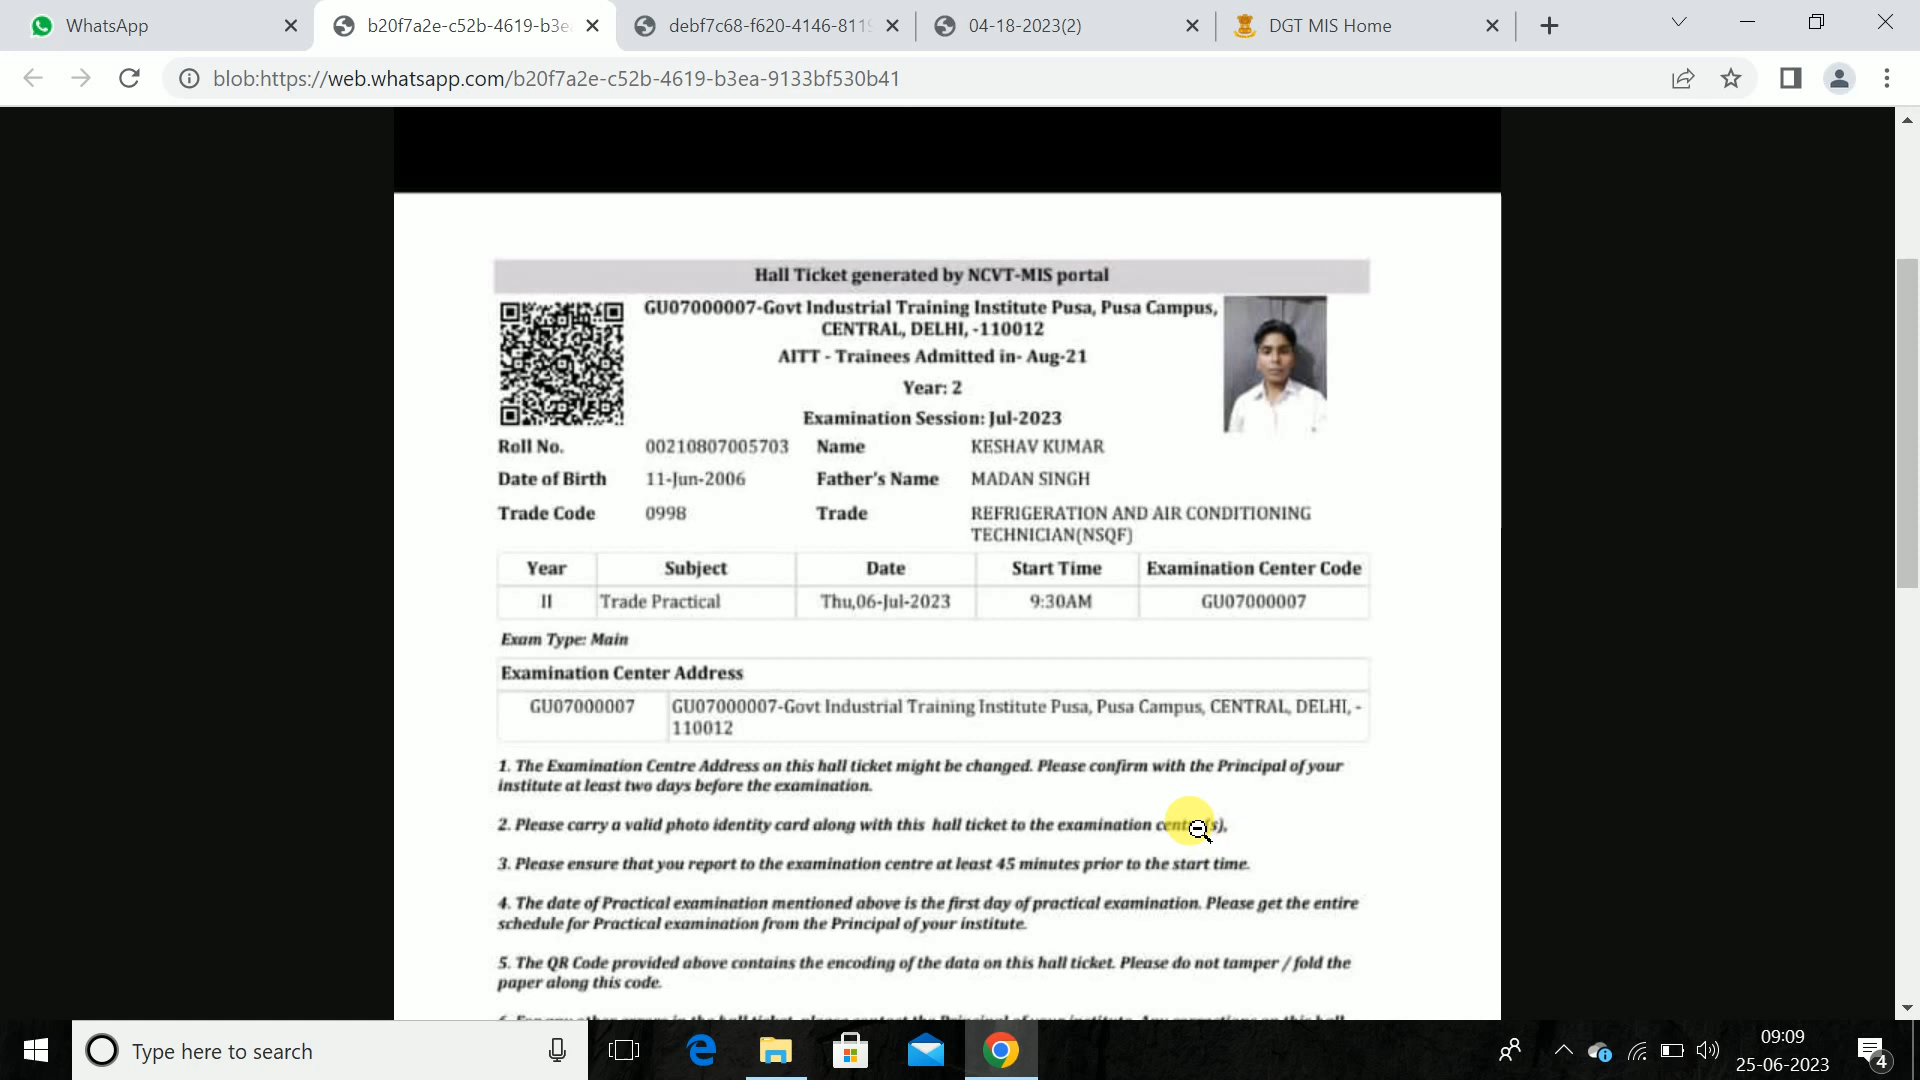 WhatsApp
b20f7a2e-c52b-4619-b3e
debf7c68-f620-4146-811
04-18-2023(2)
DGT MIS Home
blob:https://web.whatsapp.com/b20f7a2e-c52b-4619-b3ea-9133bf530b41
Hall Ticket generated by NCVT-MIS portal
GU07000007-Govt Industrial Training Institute Pusa, Pusa Campus,
CENTRAL, DELHI, -110012
AITT - Trainees Admitted in- Aug-21
Year: 2
Examination Session: Jul-2023
Roll No. 00210807005703 Name KESHAV KUMAR
Date of Birth 11-Jun-2006 Father's Name MADAN SINGH
Trade Code 0998 Trade REFRIGERATION AND AIR CONDITIONING
TECHNICIAN(NSQF)
Year Subject Date Start Time Examination Center Code
II Trade Practical Thu,06-Jul-2023 9:30AM GU07000007
Exam Type: Main
Examination Center Address
GU07000007 GU07000007-Govt Industrial Training Institute Pusa, Pusa Campus, CENTRAL, DELHI, -
110012
1. The Examination Centre Address on this hall ticket might be changed. Please confirm with the Principal of your
institute at least two days before the examination.
2. Please carry a valid photo identity card along with this hall ticket to the examination
3. Please ensure that you report to the examination centre at least 45 minutes prior to the start time.
4. The date of Practical examination mentioned above is the first day of practical examination. Please get the entire
schedule for Practical examination from the Principal of your institute.
5. The QR Code provided above contains the encoding of the data on this hall ticket. Please do not tamper / fold the
paper along this code.
Type here to search
09:09
25-06-2023
4